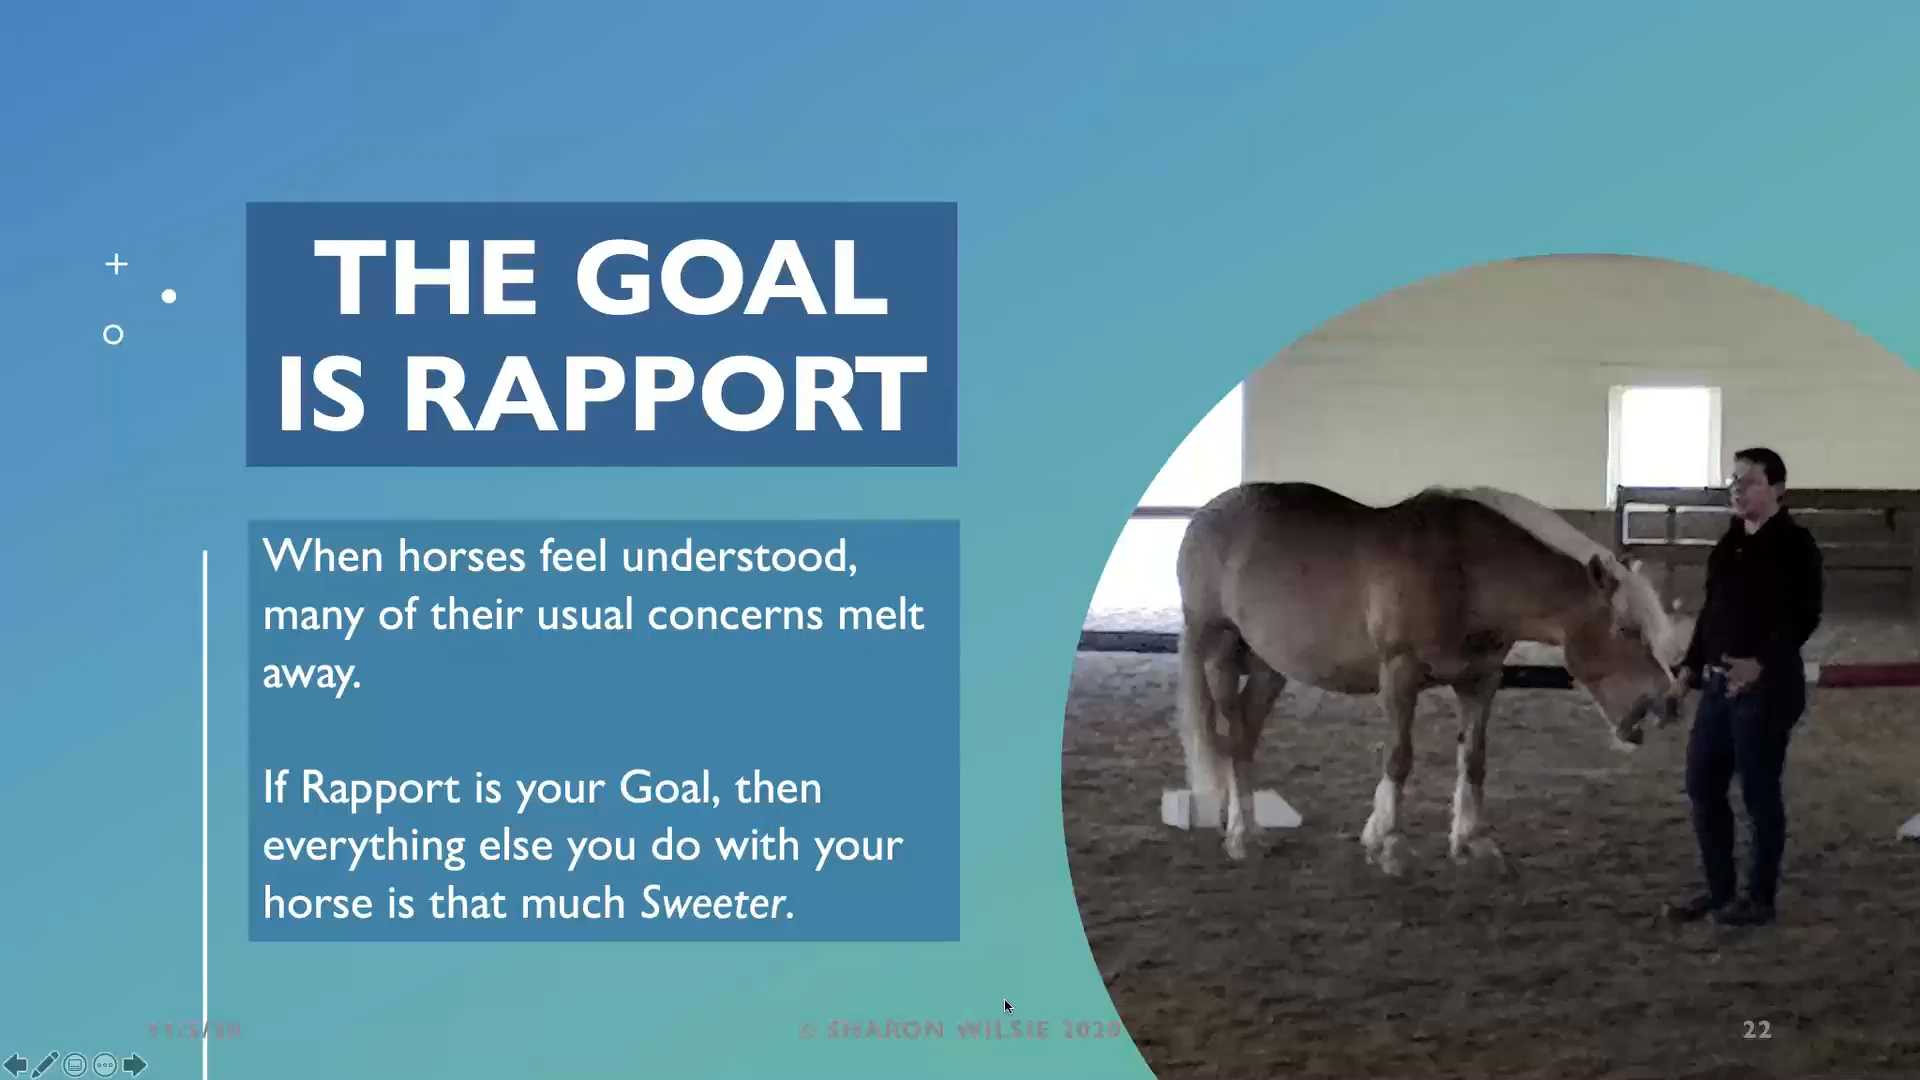 THE GOAL
IS RAPPORT
When horses feel understood,
many of their usual concerns melt
away.
If Rapport is your Goal, then
everything else you do with your
horse is that much Sweeter.
© SHARON WILSIE 2020
22